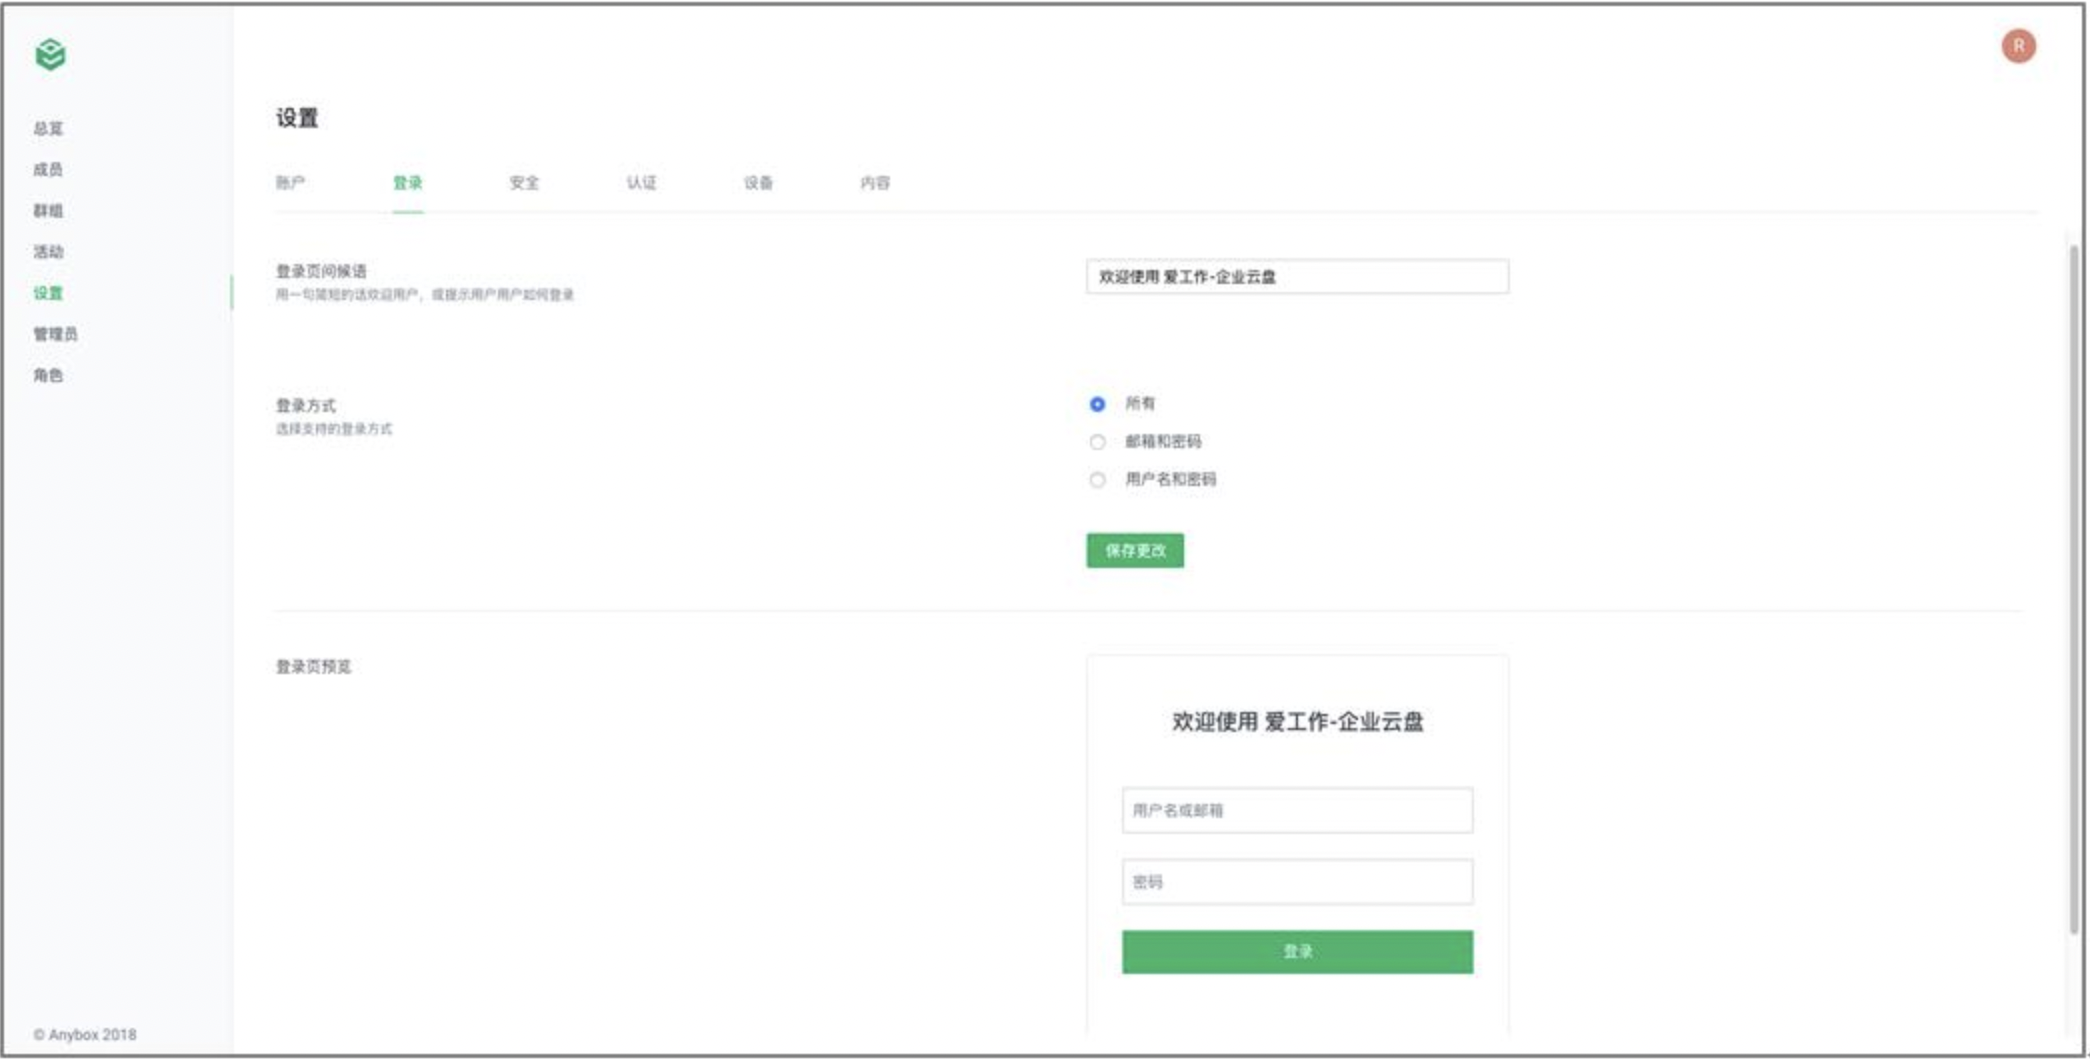 R
总览
成员
群组
活动
设置
管理员
角色
© Anybox 2018
设置
账户 登录 安全 认证 设备 内容
登录页问候语
用一句简短的话欢迎用户，或提示用户用户如何登录
欢迎使用 爱工作-企业云盘
登录方式
选择支持的登录方式
所有
邮箱和密码
用户名和密码
保存更改
登录页预览
欢迎使用 爱工作-企业云盘
用户名或邮箱
密码
登录